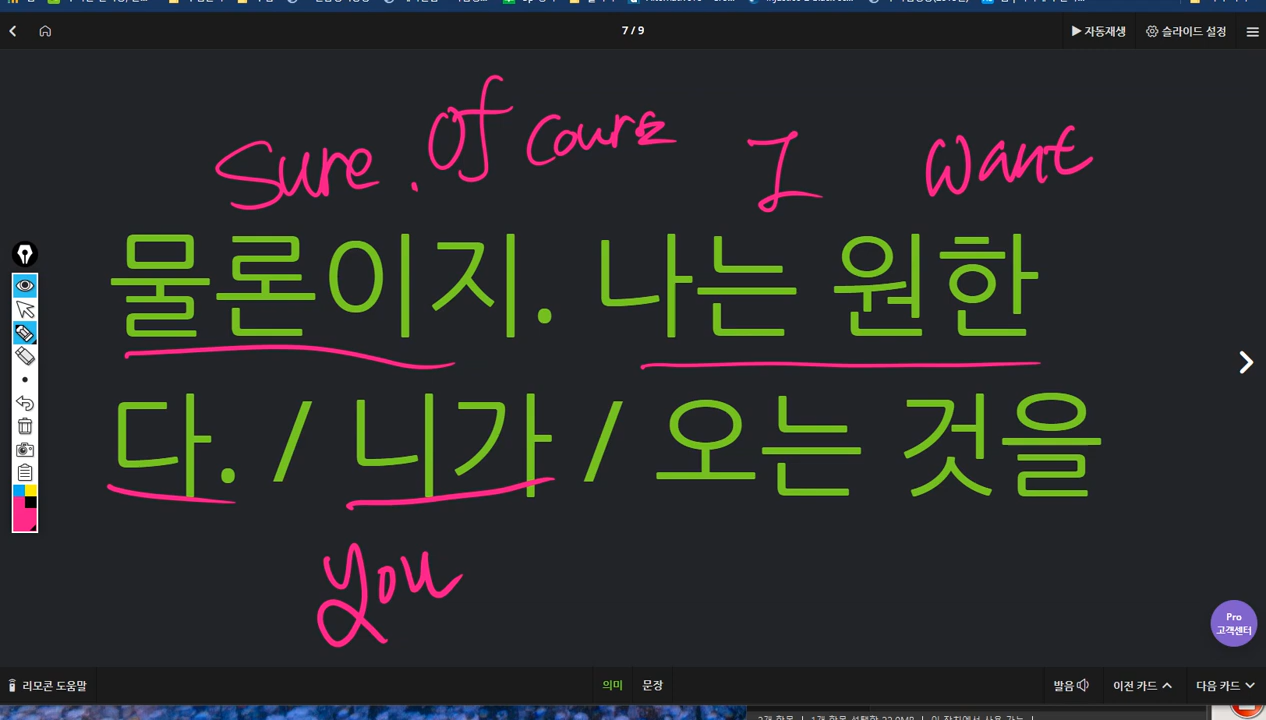 7 / 9
자동재생
슬라이드 설정
Sure. Of course I want
물론이지. 나는 원한
다. / 니가 / 오는 것을
you
Pro
고객센터
리모콘 도움말
의미
문장
발음
이전 카드
다음 카드